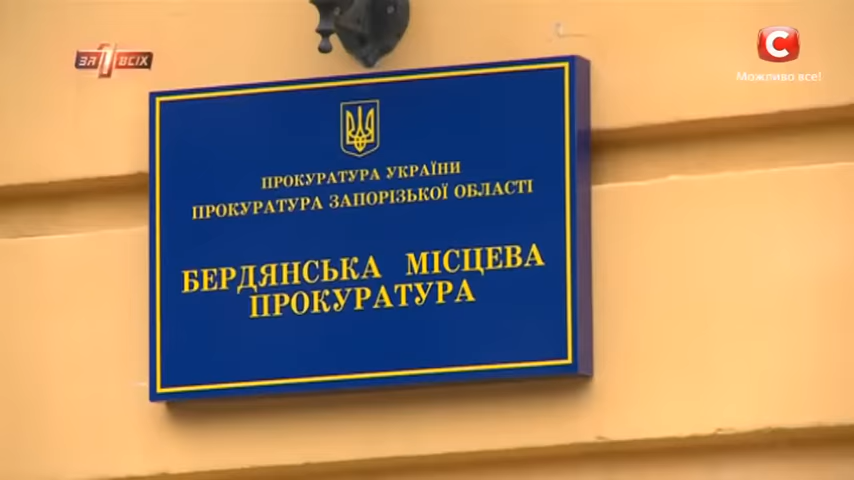 ЗА 1 ВСІХ
С
Можливо все!
ПРОКУРАТУРА УКРАЇНИ
ПРОКУРАТУРА ЗАПОРІЗЬКОЇ ОБЛАСТІ
БЕРДЯНСЬКА МІСЦЕВА
ПРОКУРАТУРА